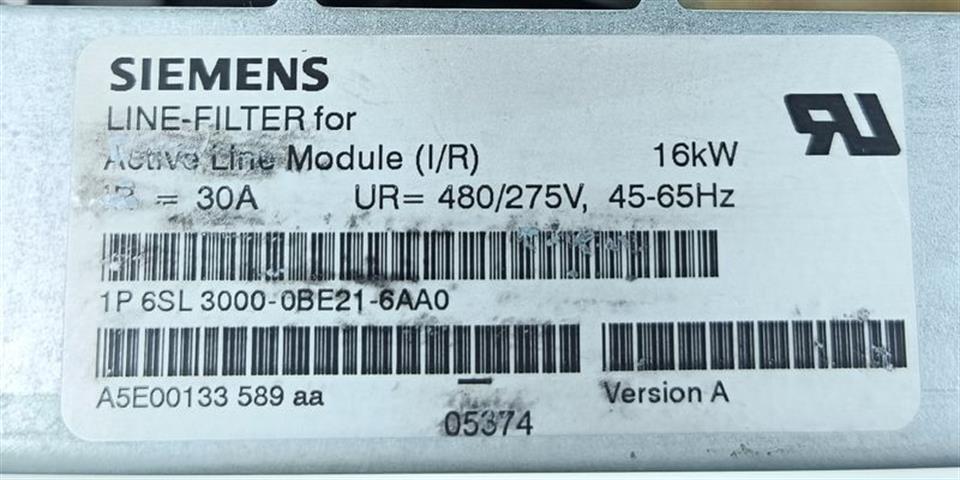 SIEMENS
LINE-FILTER for
Active Line Module (I/R) 16kW
IR = 30A UR= 480/275V, 45-65Hz
1P 6SL 3000-0BE21-6AA0
A5E00133 589 aa Version A
05374